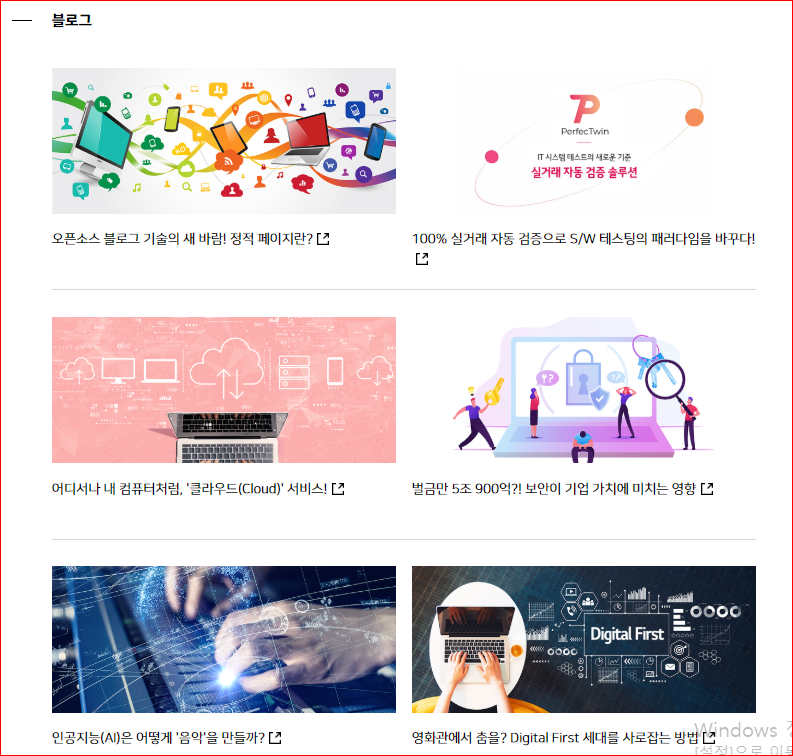 블로그
PerfecTwin
IT 시스템 테스트의 새로운 기준
실거래 자동 검증 솔루션
오픈소스 블로그 기술의 새 바람! 정적 페이지란?
100% 실거래 자동 검증으로 S/W 테스팅의 패러다임을 바꾸다!
어디서나 내 컴퓨터처럼, '클라우드(Cloud)' 서비스!
벌금만 5조 900억?! 보안이 기업 가치에 미치는 영향
Digital First
인공지능(AI)은 어떻게 '음악'을 만들까?
영화관에서 춤을? Digital First 세대를 사로잡는 방법
Windows
[설정]으로